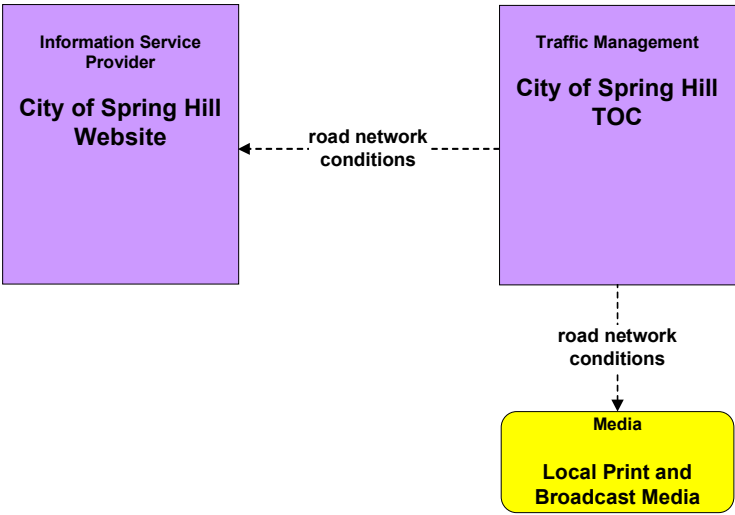 Information Service
Provider
City of Spring Hill
Website
road network
conditions
Traffic Management
City of Spring Hill
TOC
road network
conditions
Media
Local Print and
Broadcast Media